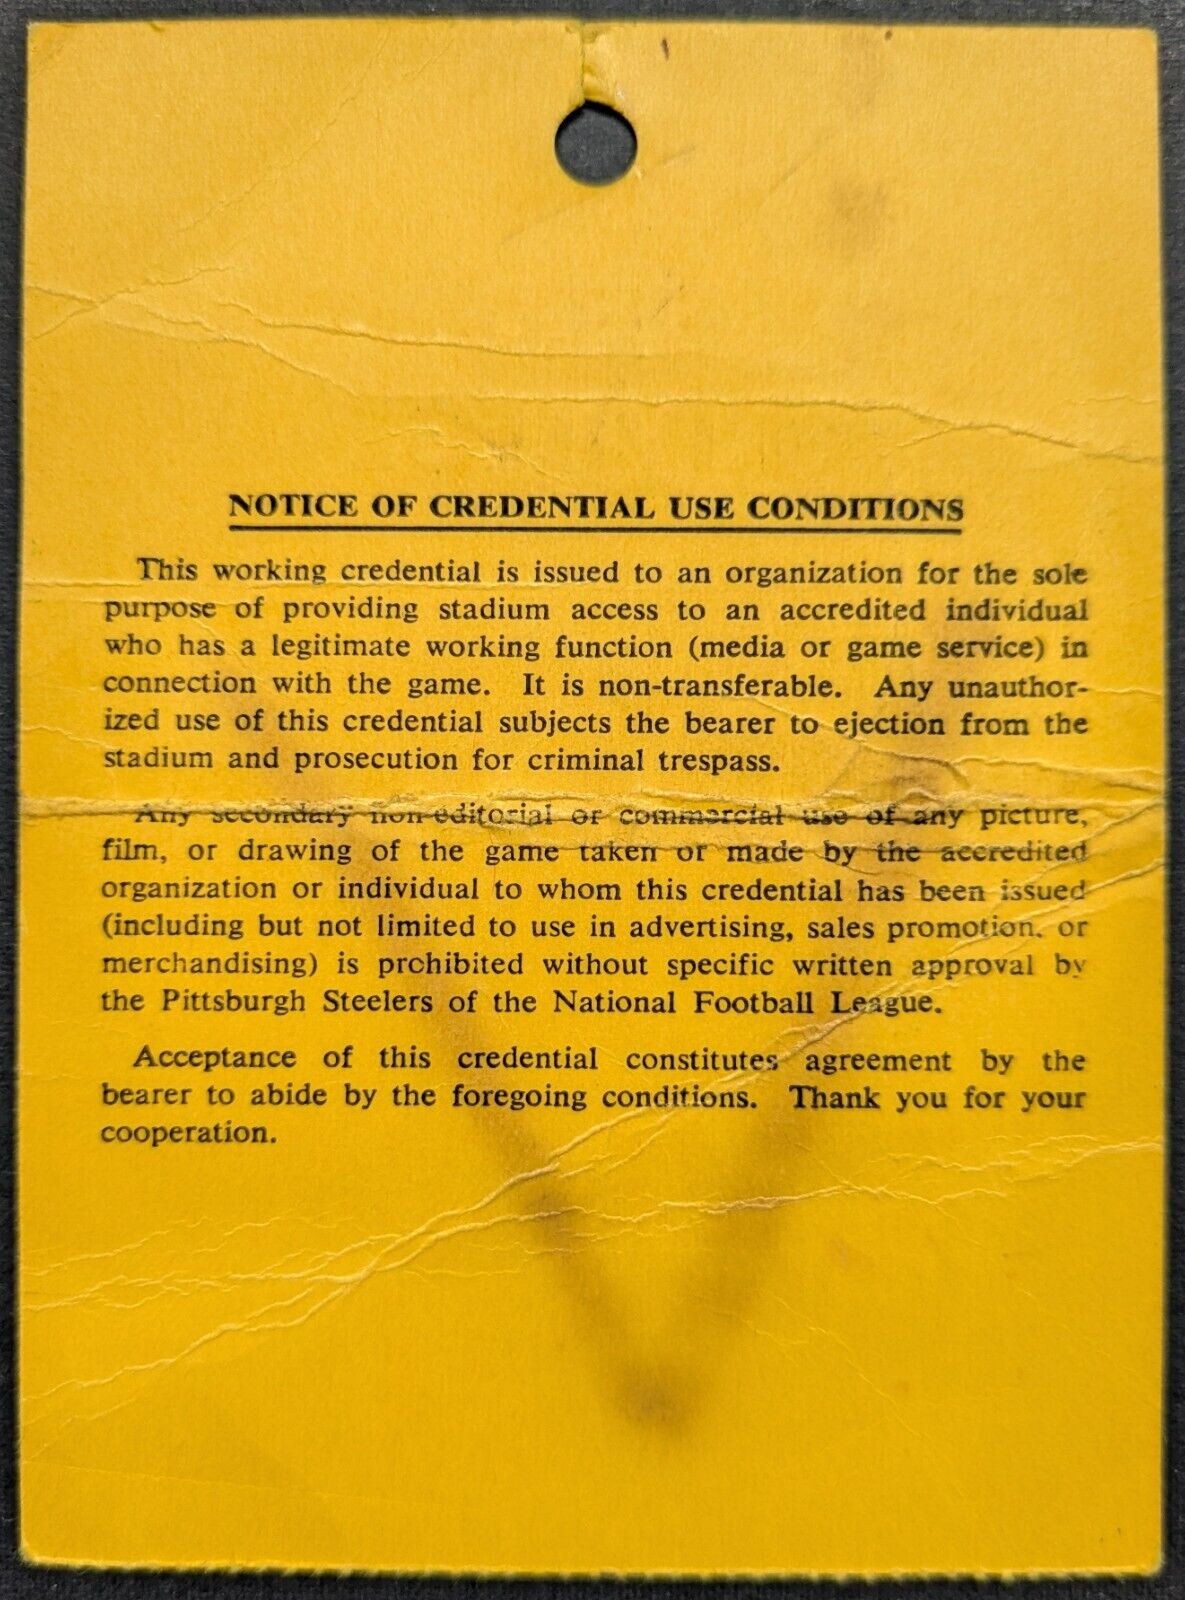 NOTICE OF CREDENTIAL USE CONDITIONS
This working credential is issued to an organization for the sole
purpose of providing stadium access to an accredited individual
who has a legitimate working function (media or game service) in
connection with the game. It is non-transferable. Any unauthor-
ized use of this credential subjects the bearer to ejection from the
stadium and prosecution for criminal trespass.
Any secondary non-editorial or commercial use of any picture,
film, or drawing of the game taken or made by the accredited
organization or individual to whom this credential has been issued
(including but not limited to use in advertising, sales promotion, or
merchandising) is prohibited without specific written approval by
the Pittsburgh Steelers of the National Football League.
Acceptance of this credential constitutes agreement by the
bearer to abide by the foregoing conditions. Thank you for your
cooperation.